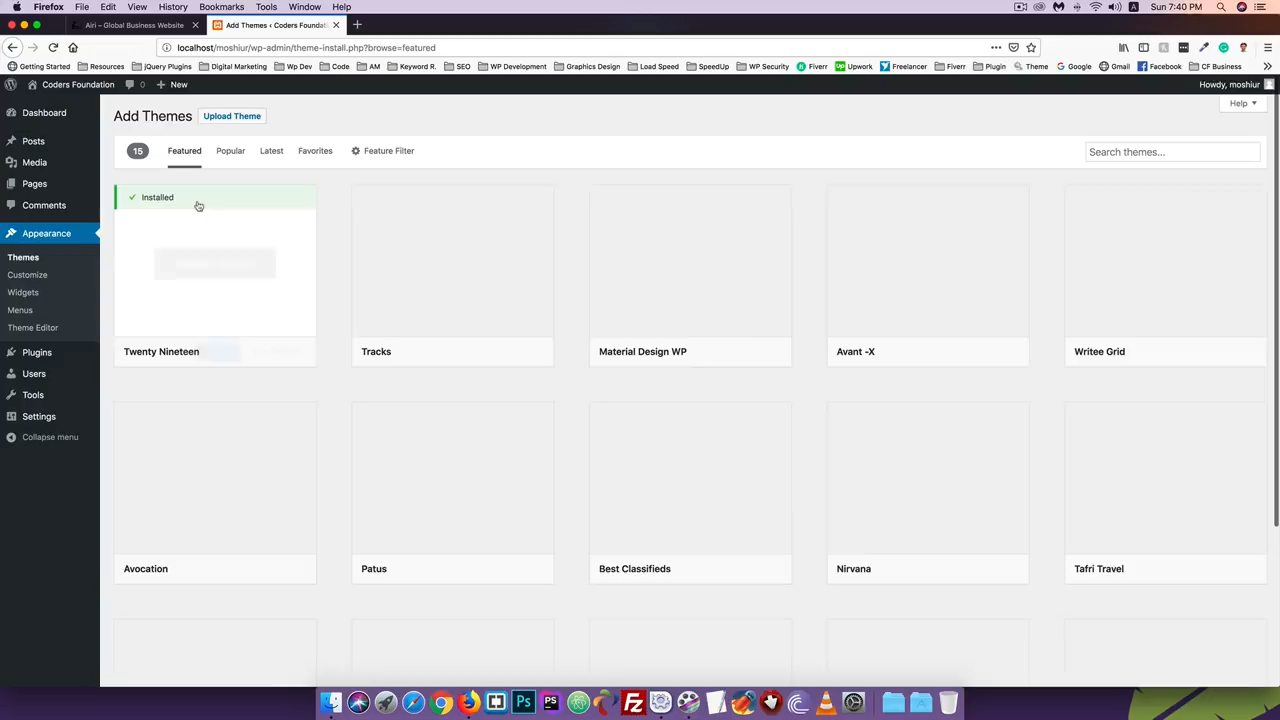 Firefox File Edit View History Bookmarks Tools Window Help Sun 7:40 PM
Airi – Global Business Website Add Themes ‹ Coders Foundat
localhost/moshiur/wp-admin/theme-install.php?browse=featured
Getting Started Resources jQuery Plugins Digital Marketing Wp Dev Code AM Keyword R. SEO WP Development Graphics Design Load Speed SpeedUp WP Security Fiverr Upwork Freelancer Fiverr Plugin Theme Google Gmail Facebook CF Business
Coders Foundation 0 New Howdy, moshiur
Dashboard
Posts
Media
Pages
Comments
Appearance
Themes
Customize
Widgets
Menus
Theme Editor
Plugins
Users
Tools
Settings
Collapse menu
Help
Add Themes Upload Theme
15 Featured Popular Latest Favorites Feature Filter Search themes...
Installed
Twenty Nineteen Tracks Material Design WP Avant -X Writee Grid
Avocation Patus Best Classifieds Nirvana Tafri Travel